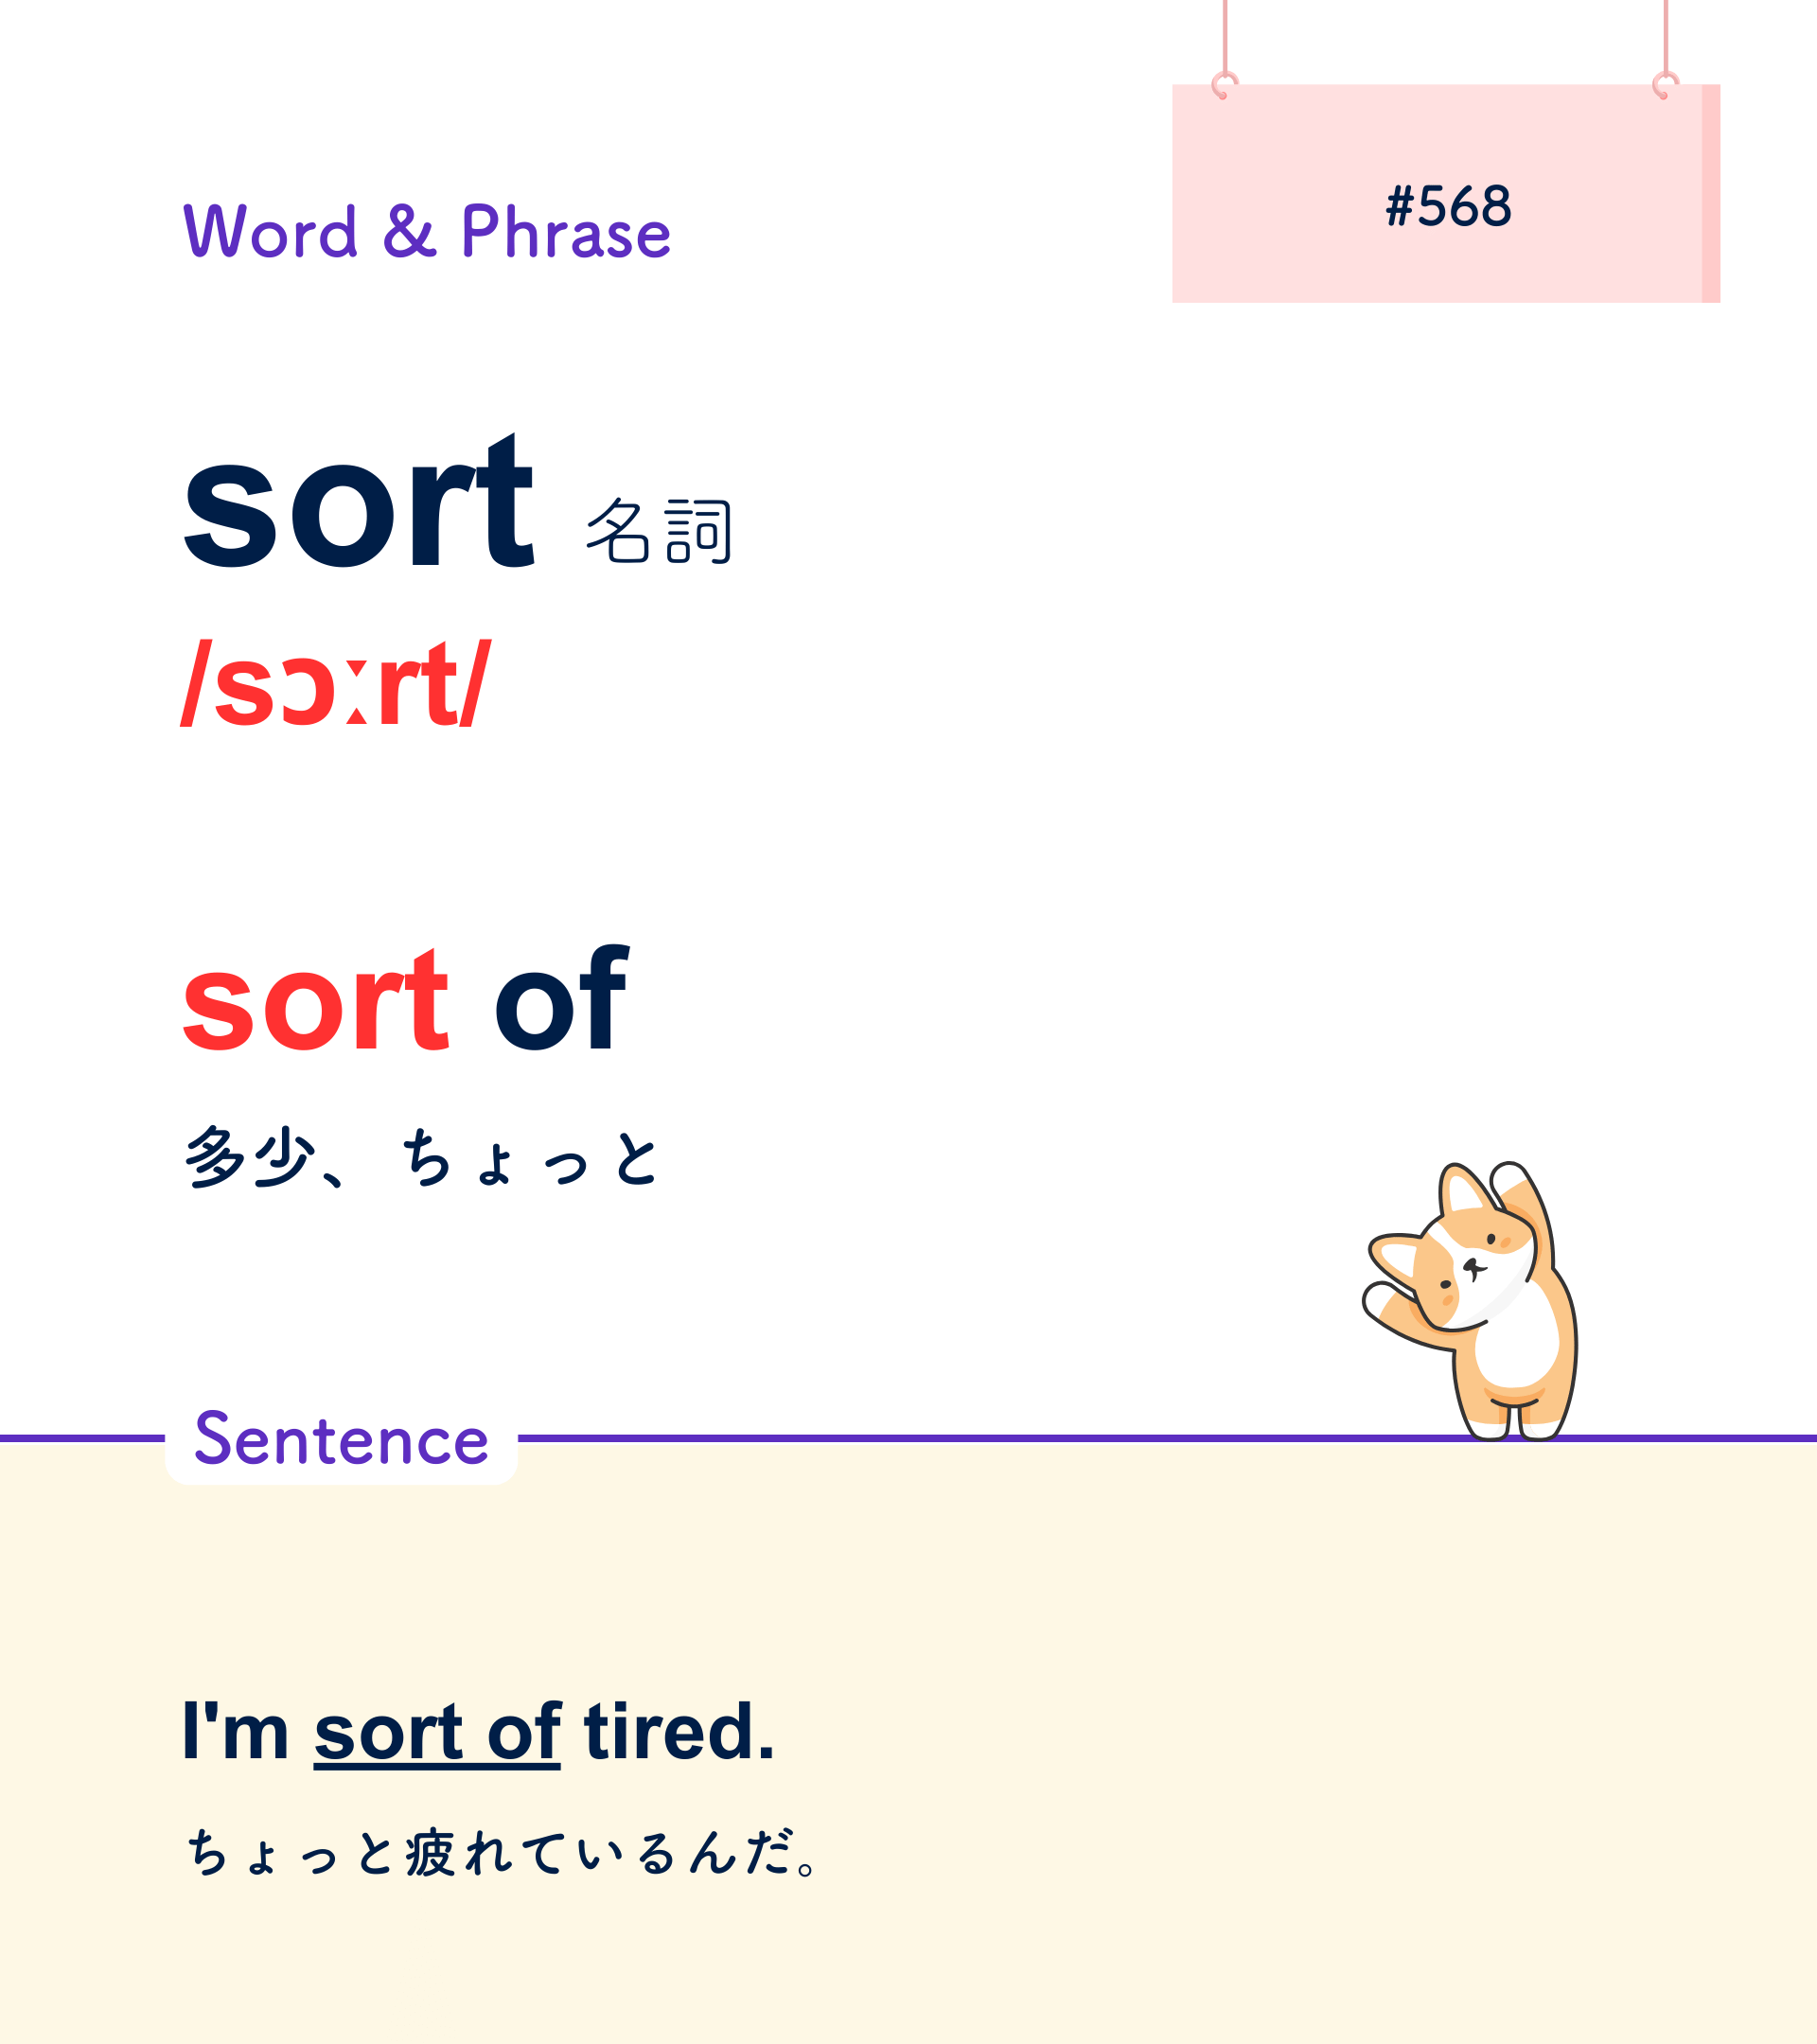 #568
Word & Phrase
sort 名詞
/sɔːrt/
sort of
多少、ちょっと
Sentence
I'm sort of tired.
ちょっと疲れているんだ。